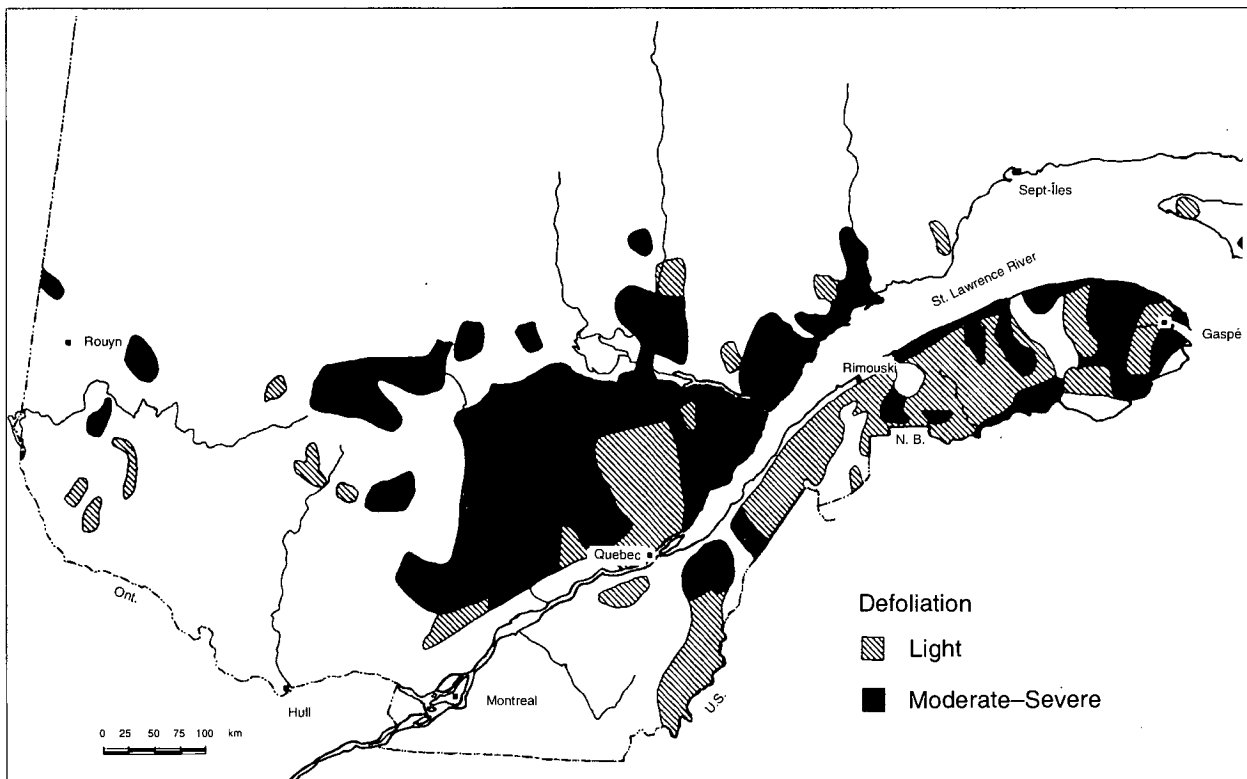 Sept-Îles
St. Lawrence River
Rouyn
Gaspé
Rimouski
N. B.
Quebec
Ont.
Defoliation
Light
Moderate–Severe
U.S.
Montreal
Hull
0 25 50 75 100 km